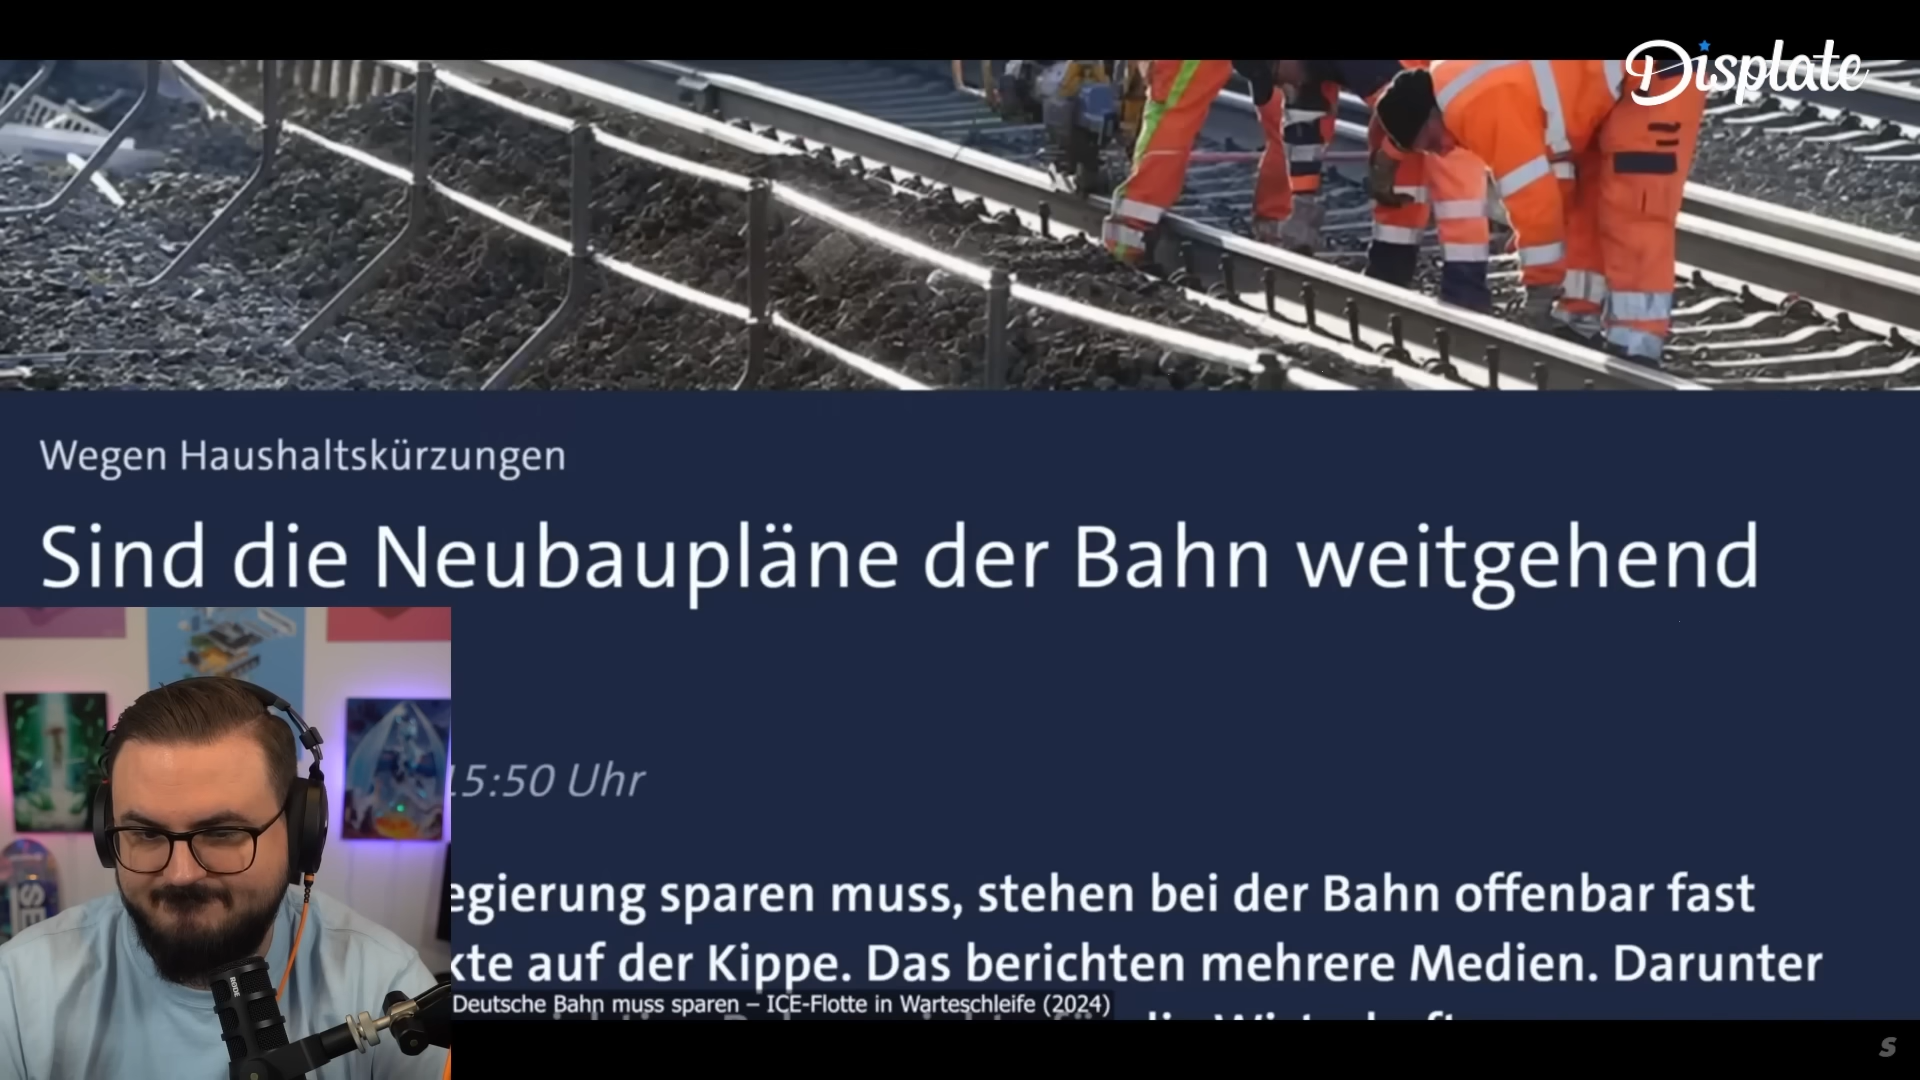 Displate
Wegen Haushaltskürzungen
Sind die Neubaupläne der Bahn weitgehend
15:50 Uhr
egierung sparen muss, stehen bei der Bahn offenbar fast
kte auf der Kippe. Das berichten mehrere Medien. Darunter
Deutsche Bahn muss sparen – ICE-Flotte in Warteschleife (2024)
RØDE
S